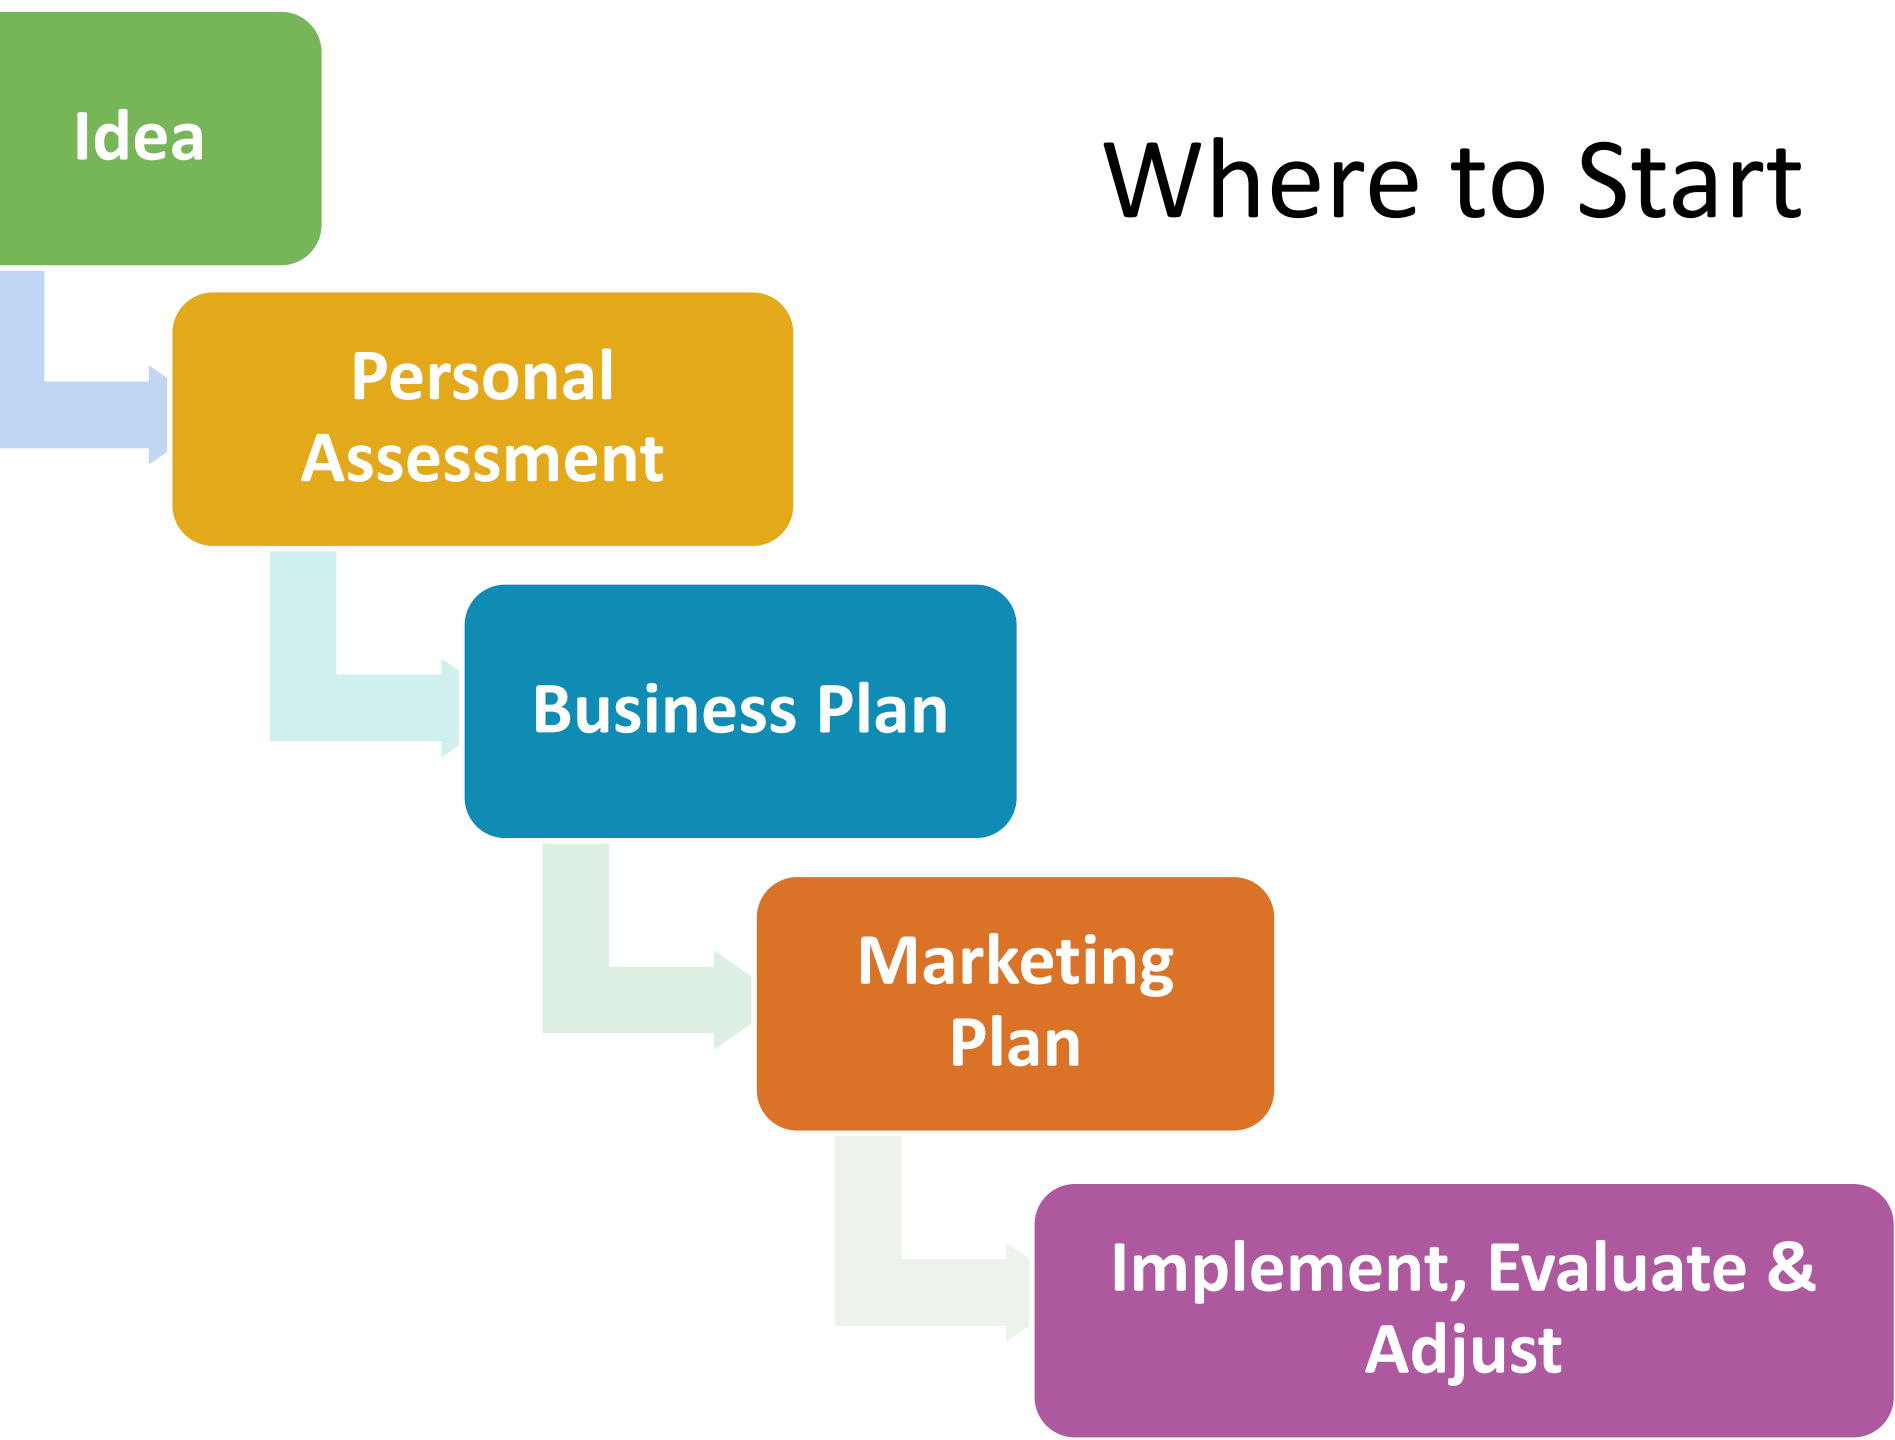 Idea
Where to Start
Personal
Assessment
Business Plan
Marketing
Plan
Implement, Evaluate &
Adjust